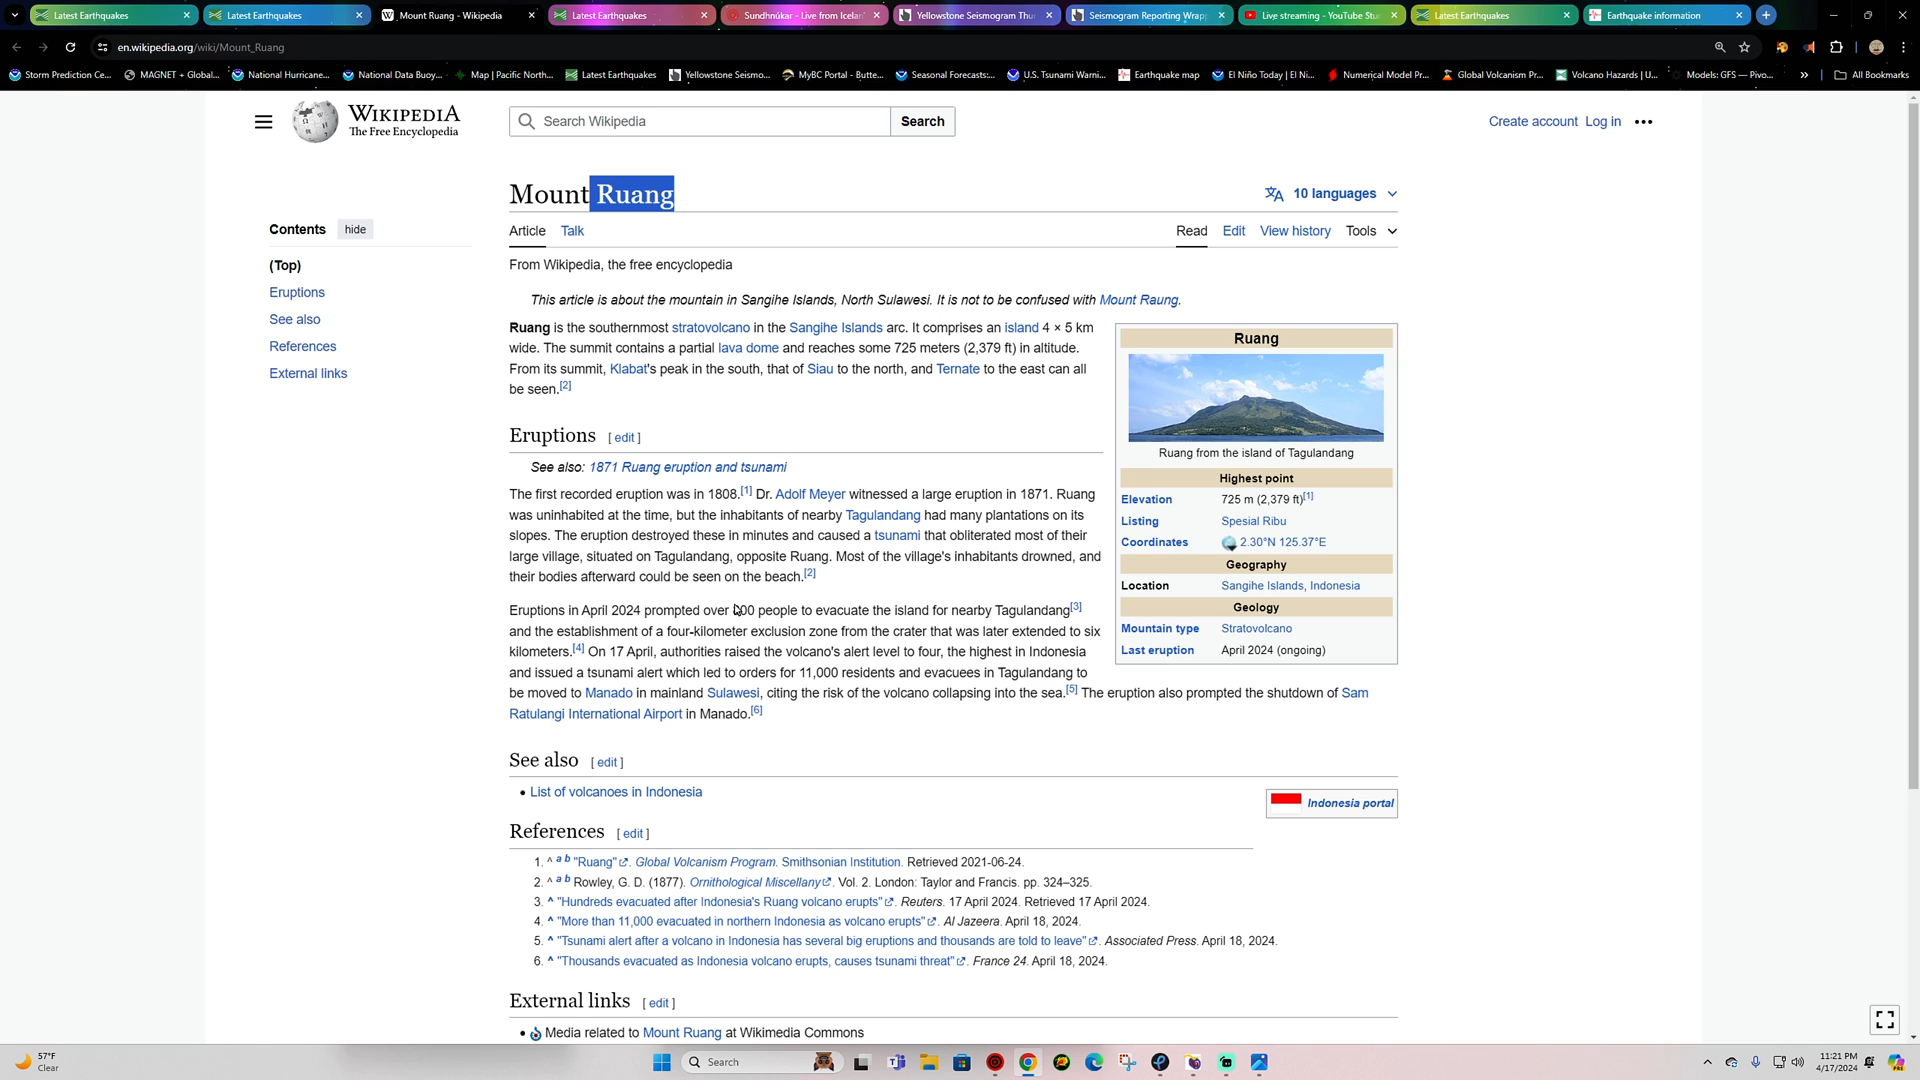 Latest Earthquakes
Latest Earthquakes
Mount Ruang - Wikipedia
Latest Earthquakes
Sundhnúkar - Live from Icelan
Yellowstone Seismogram Thu
Seismogram Reporting Wrapp
Live streaming - YouTube Stu
Latest Earthquakes
Earthquake information
en.wikipedia.org/wiki/Mount_Ruang
Storm Prediction Ce...
MAGNET + Global...
National Hurricane...
National Data Buoy...
Map | Pacific North...
Latest Earthquakes
Yellowstone Seismo...
MyBC Portal - Butte...
Seasonal Forecasts:...
U.S. Tsunami Warni...
Earthquake map
El Niño Today | El Ni...
Numerical Model Pr...
Global Volcanism Pr...
Volcano Hazards | U...
Models: GFS — Pivo...
All Bookmarks
WIKIPEDIA
The Free Encyclopedia
Search Wikipedia
Search
Create account Log in
Mount Ruang
10 languages
Contents hide
(Top)
Eruptions
See also
References
External links
Article Talk
Read Edit View history Tools
From Wikipedia, the free encyclopedia
This article is about the mountain in Sangihe Islands, North Sulawesi. It is not to be confused with Mount Raung.
Ruang is the southernmost stratovolcano in the Sangihe Islands arc. It comprises an island 4 × 5 km
wide. The summit contains a partial lava dome and reaches some 725 meters (2,379 ft) in altitude.
From its summit, Klabat's peak in the south, that of Siau to the north, and Ternate to the east can all
be seen.[2]
Eruptions [ edit ]
See also: 1871 Ruang eruption and tsunami
The first recorded eruption was in 1808.[1] Dr. Adolf Meyer witnessed a large eruption in 1871. Ruang
was uninhabited at the time, but the inhabitants of nearby Tagulandang had many plantations on its
slopes. The eruption destroyed these in minutes and caused a tsunami that obliterated most of their
large village, situated on Tagulandang, opposite Ruang. Most of the village's inhabitants drowned, and
their bodies afterward could be seen on the beach.[2]
Eruptions in April 2024 prompted over 00 people to evacuate the island for nearby Tagulandang[3]
and the establishment of a four-kilometer exclusion zone from the crater that was later extended to six
kilometers.[4] On 17 April, authorities raised the volcano's alert level to four, the highest in Indonesia
and issued a tsunami alert which led to orders for 11,000 residents and evacuees in Tagulandang to
be moved to Manado in mainland Sulawesi, citing the risk of the volcano collapsing into the sea.[5] The eruption also prompted the shutdown of Sam
Ratulangi International Airport in Manado.[6]
Ruang
Ruang from the island of Tagulandang
Highest point
Elevation 725 m (2,379 ft)[1]
Listing Spesial Ribu
Coordinates 2.30°N 125.37°E
Geography
Location Sangihe Islands, Indonesia
Geology
Mountain type Stratovolcano
Last eruption April 2024 (ongoing)
See also [ edit ]
• List of volcanoes in Indonesia
Indonesia portal
References [ edit ]
1. ^ a b "Ruang". Global Volcanism Program. Smithsonian Institution. Retrieved 2021-06-24.
2. ^ a b Rowley, G. D. (1877). Ornithological Miscellany. Vol. 2. London: Taylor and Francis. pp. 324–325.
3. ^ "Hundreds evacuated after Indonesia's Ruang volcano erupts". Reuters. 17 April 2024. Retrieved 17 April 2024.
4. ^ "More than 11,000 evacuated in northern Indonesia as volcano erupts". Al Jazeera. April 18, 2024.
5. ^ "Tsunami alert after a volcano in Indonesia has several big eruptions and thousands are told to leave". Associated Press. April 18, 2024.
6. ^ "Thousands evacuated as Indonesia volcano erupts, causes tsunami threat". France 24. April 18, 2024.
External links [ edit ]
• Media related to Mount Ruang at Wikimedia Commons
57°F
Clear
Search
11:21 PM
4/17/2024